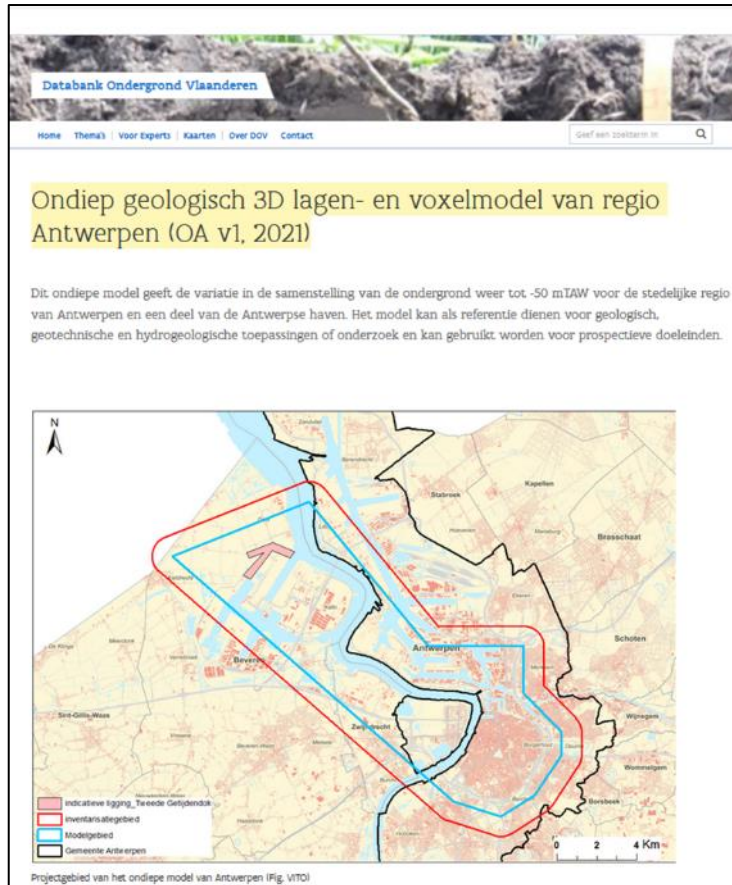 Databank Ondergrond Vlaanderen
Home Thema's Voor Experts Kaarten Over DOV Contact
Geef een zoekterm in
Ondiep geologisch 3D lagen- en voxelmodel van regio
Antwerpen (OA v1, 2021)
Dit ondiepe model geeft de variatie in de samenstelling van de ondergrond weer tot -50 mTAW voor de stedelijke regio
van Antwerpen en een deel van de Antwerpse haven. Het model kan als referentie dienen voor geologisch,
geotechnische en hydrogeologische toepassingen of onderzoek en kan gebruikt worden voor prospectieve doeleinden.
N
Stabroek
Kapellen
Brasschaat
Ekeren
Schoten
Antwerpen
Beveren
Sint-Gillis-Waas
Zwijndrecht
Wijnegem
Wommelgem
Borsbeek
Indicatieve ligging_Tweede Getijdendok
Inventarisatiegebied
Modelgebied
Gemeente Antwerpen
0 2 4 Km
Projectgebied van het ondiepe model van Antwerpen (Fig. VITO)